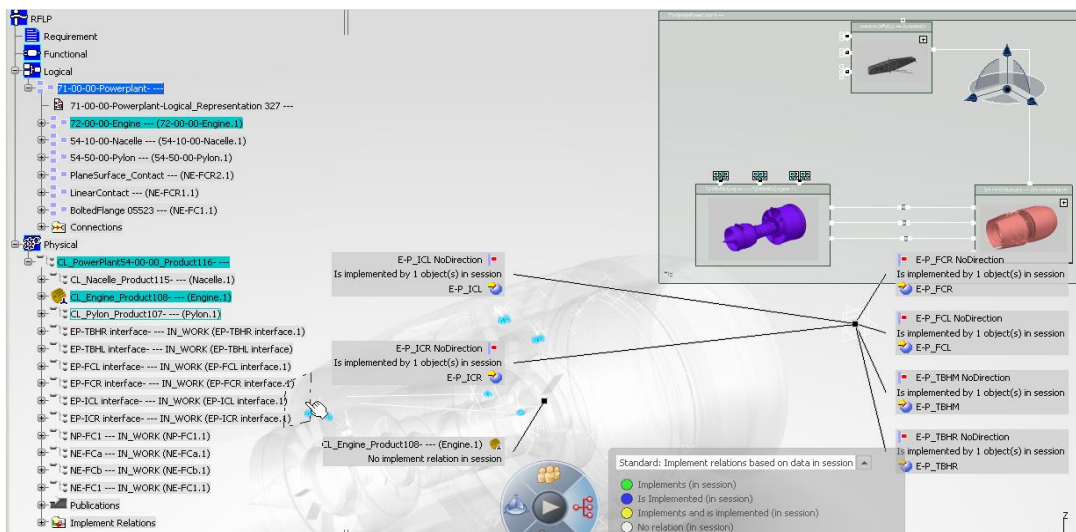 RFLP
Requirement
Functional
Logical
71-00-00-Powerplant- ---
71-00-00-Powerplant-Logical_Representation 327 ---
72-00-00-Engine --- (72-00-00-Engine.1)
54-10-00-Nacelle --- (54-10-00-Nacelle.1)
54-50-00-Pylon --- (54-50-00-Pylon.1)
PlaneSurface_Contact --- (NE-FCR2.1)
LinearContact --- (NE-FCR1.1)
BoltedFlange 05523 --- (NE-FC1.1)
Connections
Physical
CL_PowerPlant54-00-00_Product116- ---
CL_Nacelle_Product115- --- (Nacelle.1)
CL_Engine_Product108- --- (Engine.1)
CL_Pylon_Product107- --- (Pylon.1)
EP-TBHR interface- --- IN_WORK (EP-TBHR interface.1)
EP-TBHL interface- --- IN_WORK (EP-TBHL interface)
EP-FCL interface- --- IN_WORK (EP-FCL interface.1)
EP-FCR interface- --- IN_WORK (EP-FCR interface.1)
EP-ICL interface- --- IN_WORK (EP-ICL interface.1)
EP-ICR interface- --- IN_WORK (EP-ICR interface.1)
NP-FC1 --- IN_WORK (NP-FC1.1)
NE-FCa --- IN_WORK (NE-FCa.1)
NE-FCb --- IN_WORK (NE-FCb.1)
NE-FC1 --- IN_WORK (NE-FC1.1)
Publications
Implement Relations
E-P_ICL NoDirection
Is implemented by 1 object(s) in session
E-P_ICL
E-P_ICR NoDirection
Is implemented by 1 object(s) in session
E-P_ICR
CL_Engine_Product108- --- (Engine.1)
No implement relation in session
E-P_FCR NoDirection
Is implemented by 1 object(s) in session
E-P_FCR
E-P_FCL NoDirection
Is implemented by 1 object(s) in session
E-P_FCL
E-P_TBHM NoDirection
Is implemented by 1 object(s) in session
E-P_TBHM
E-P_TBHR NoDirection
Is implemented by 1 object(s) in session
E-P_TBHR
Standard: Implement relations based on data in session
Implements (in session)
Is Implemented (in session)
Implements and is implemented (in session)
No relation (in session)
Z